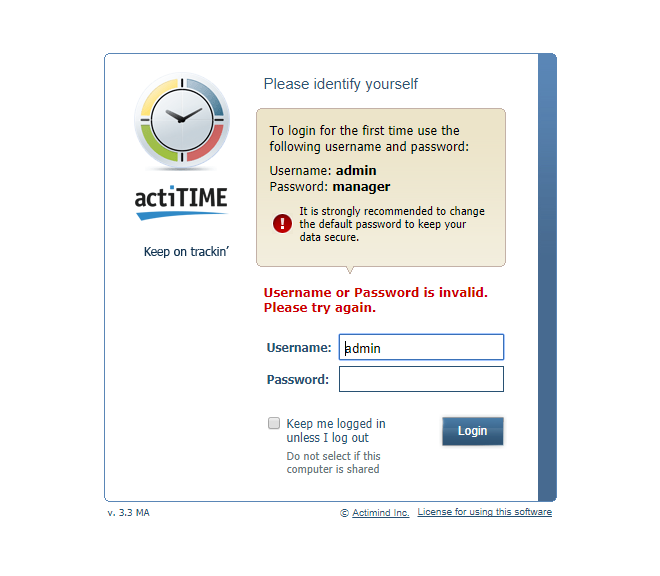 Please identify yourself
To login for the first time use the
following username and password:
Username: admin
Password: manager
It is strongly recommended to change
the default password to keep your
data secure.
actiTIME
Keep on trackin’
Username or Password is invalid.
Please try again.
Username: admin
Password:
Keep me logged in
unless I log out
Login
Do not select if this
computer is shared
v. 3.3 MA
© Actimind Inc. License for using this software